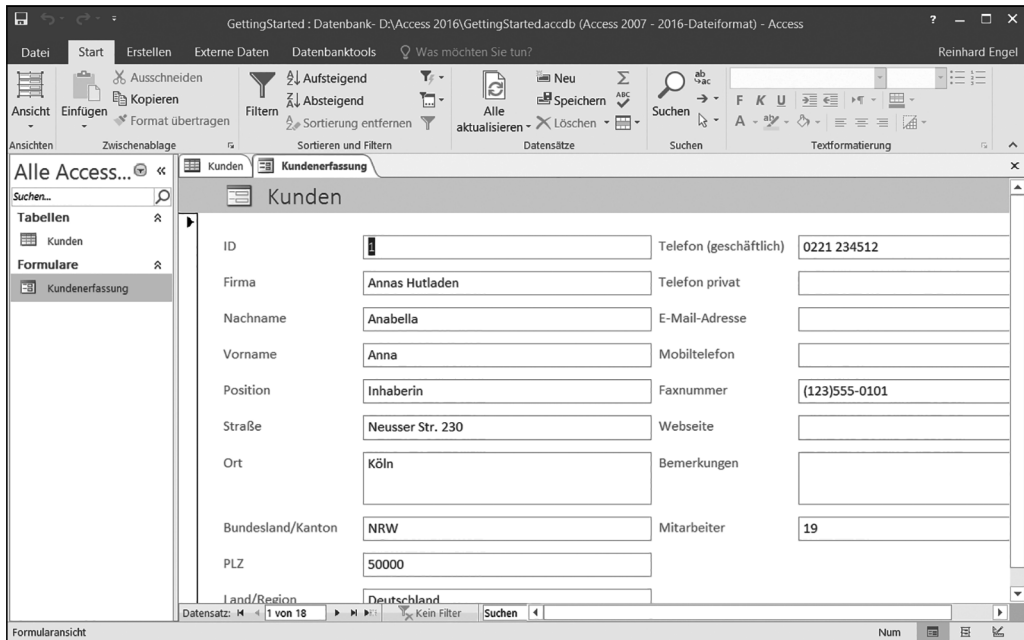 GettingStarted : Datenbank- D:\Access 2016\GettingStarted.accdb (Access 2007 - 2016-Dateiformat) - Access
Datei Start Erstellen Externe Daten Datenbanktools Was möchten Sie tun? Reinhard Engel
Ansicht
Einfügen
Ausschneiden
Kopieren
Format übertragen
Filtern
Aufsteigend
Absteigend
Sortierung entfernen
Alle
aktualisieren
Neu
Speichern
Löschen
Suchen
F K U
A
Ansichten Zwischenablage Sortieren und Filtern Datensätze Suchen Textformatierung
Alle Access...
Suchen...
Tabellen
Kunden
Formulare
Kundenerfassung
Kunden Kundenerfassung
Kunden
ID 1 Telefon (geschäftlich) 0221 234512
Firma Annas Hutladen Telefon privat
Nachname Anabella E-Mail-Adresse
Vorname Anna Mobiltelefon
Position Inhaberin Faxnummer (123)555-0101
Straße Neusser Str. 230 Webseite
Ort Köln Bemerkungen
Bundesland/Kanton NRW Mitarbeiter 19
PLZ 50000
Land/Region Deutschland
Datensatz: 1 von 18 Kein Filter Suchen
Formularansicht Num